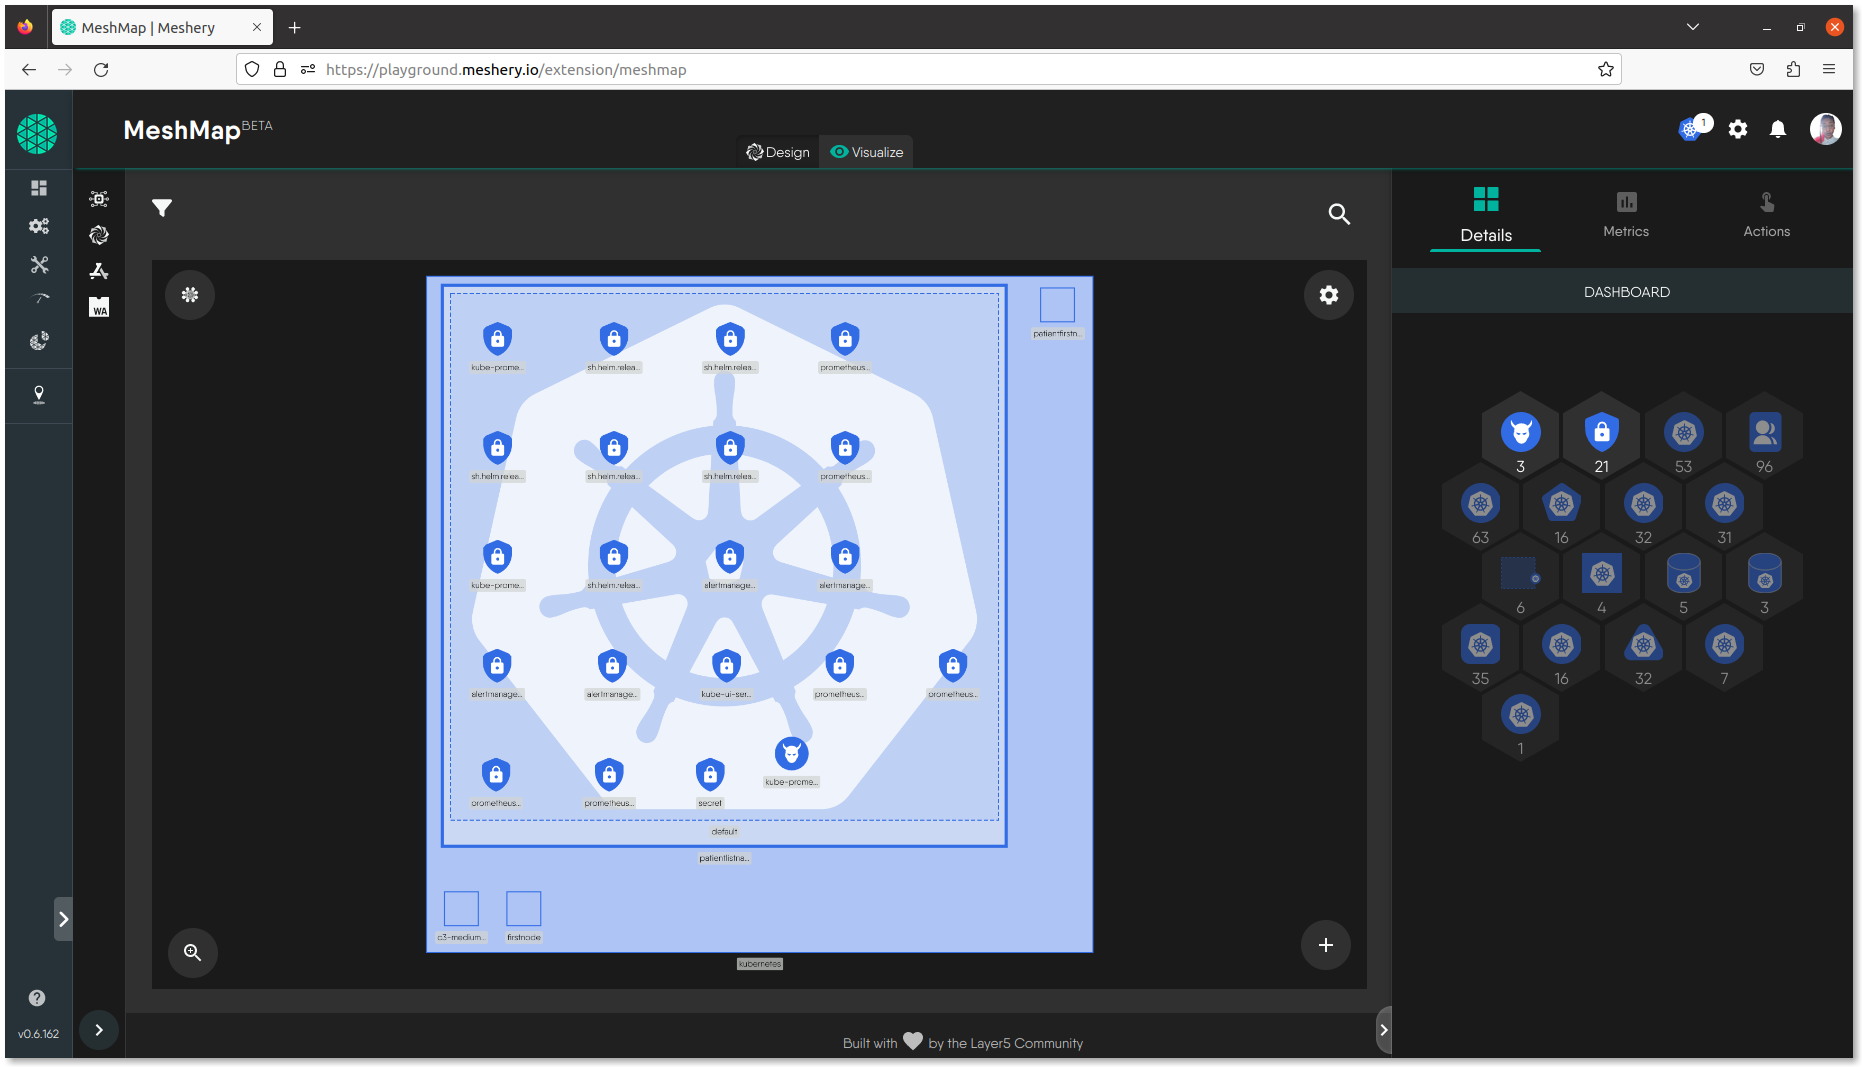 MeshMap | Meshery
https://playground.meshery.io/extension/meshmap
MeshMap BETA
1
Design
Visualize
Details
Metrics
Actions
DASHBOARD
WA
patientfirstn...
kube-prome... sh.helm.relea... sh.helm.relea... prometheus...
sh.helm.relea... sh.helm.relea... sh.helm.relea... prometheus...
kube-prome... sh.helm.relea... alertmanage... alertmanage...
alertmanage... alertmanage... kube-ui-ser... prometheus... prometheus...
kube-prome...
prometheus... prometheus... secret
default
patientlistna...
c3-medium... firstnode
kubernetes
3 21 53 96
63 16 32 31
6 4 5 3
35 16 32 7
1
v0.6.162
Built with by the Layer5 Community